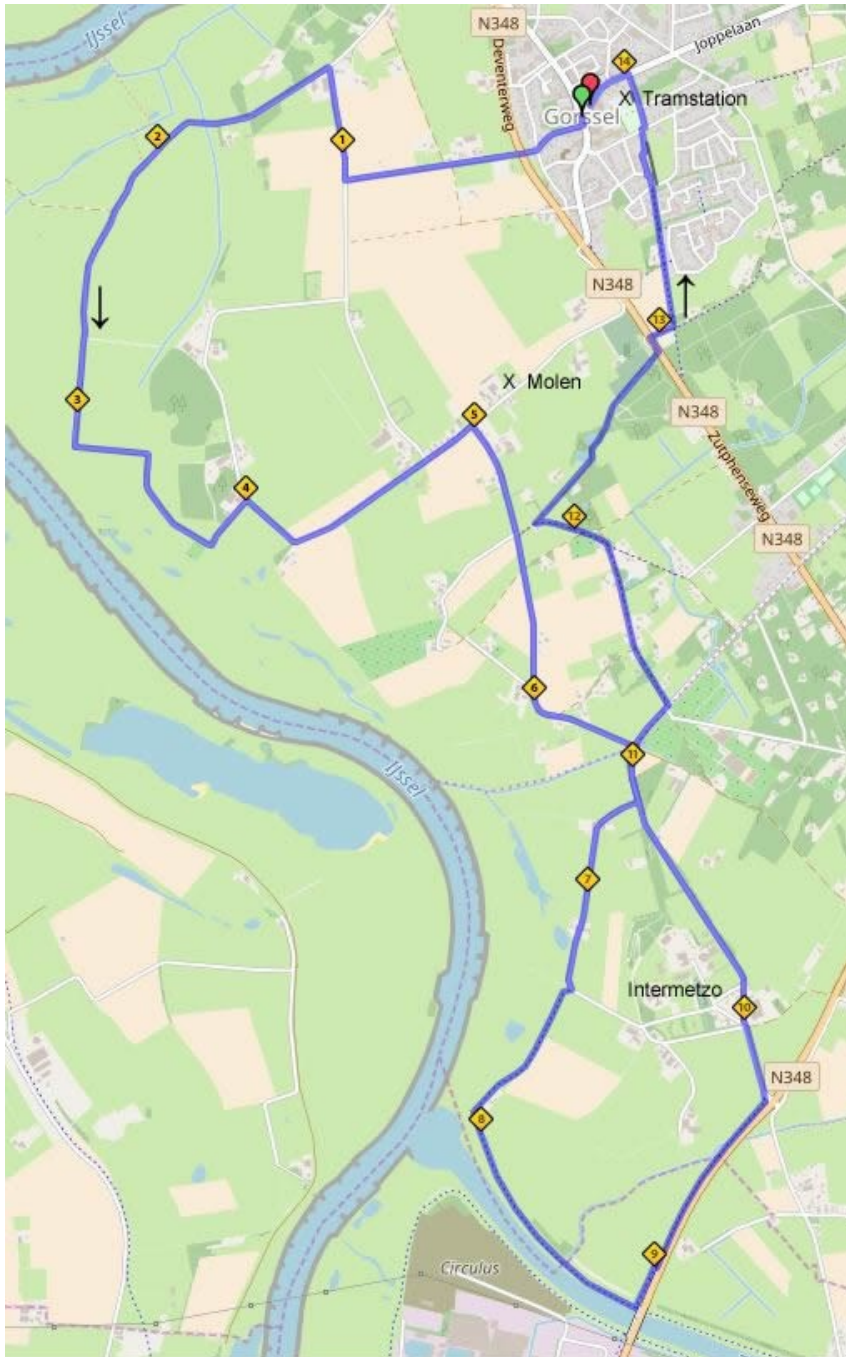 IJssel
N348
Joppelaan
Deventerweg
14
X Tramstation
Gorssel
2
1
N348
13
3
X Molen
5
N348
Zutphenseweg
4
12
N348
6
11
IJssel
7
Intermetzo
10
N348
8
9
Circulus